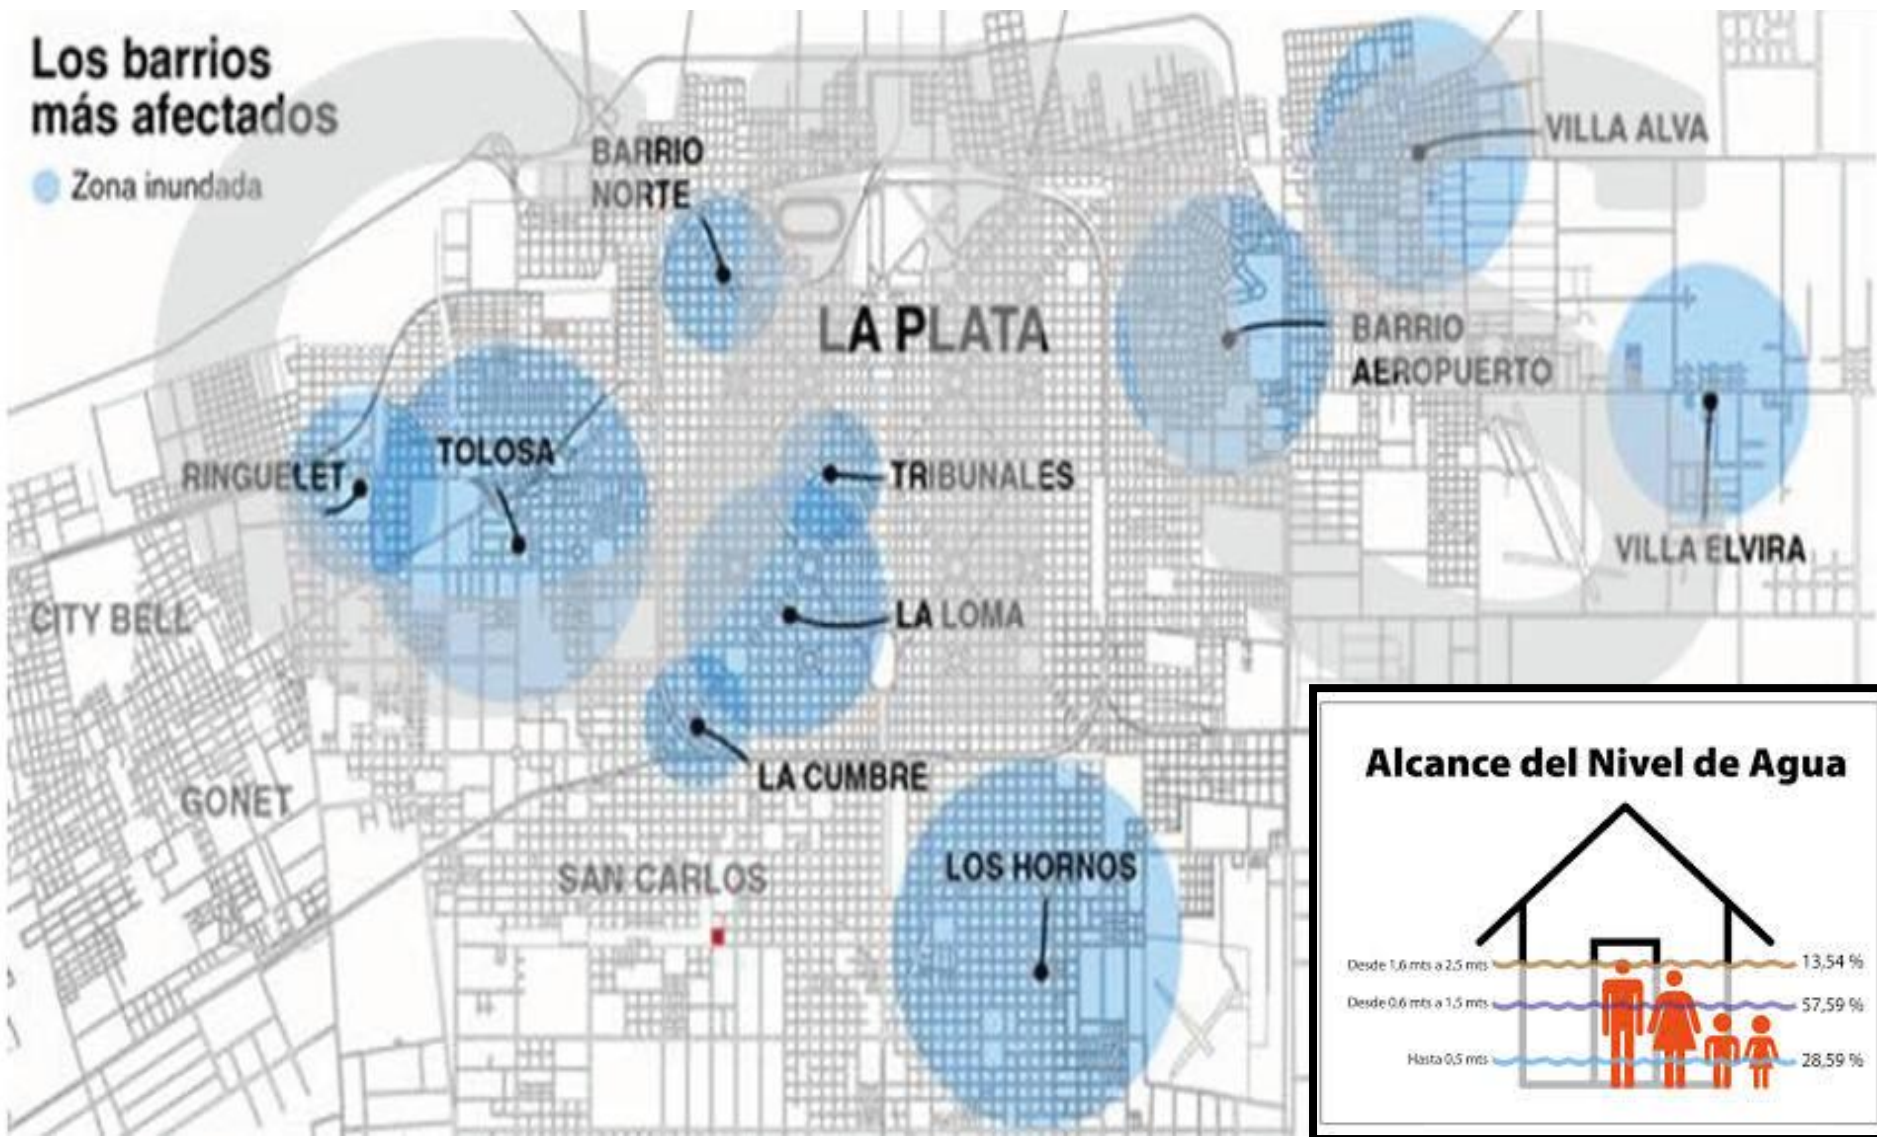 Los barrios
más afectados
Zona inundada
BARRIO
NORTE
VILLA ALVA
LA PLATA
BARRIO
AEROPUERTO
TOLOSA
RINGUELET
TRIBUNALES
VILLA ELVIRA
CITY BELL
LA LOMA
LA CUMBRE
GONET
SAN CARLOS
LOS HORNOS
Alcance del Nivel de Agua
Desde 1,6 mts a 2,5 mts 13,54 %
Desde 0,6 mts a 1,5 mts 57,59 %
Hasta 0,5 mts 28,59 %